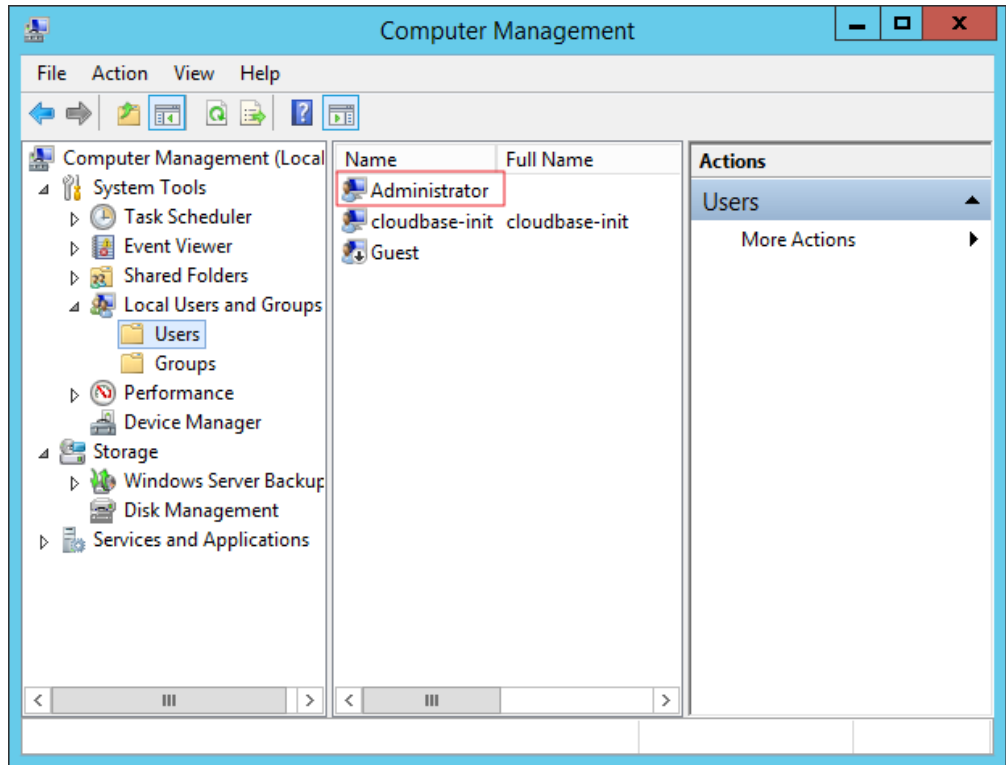 Computer Management
File Action View Help
Computer Management (Local
System Tools
Task Scheduler
Event Viewer
Shared Folders
Local Users and Groups
Users
Groups
Performance
Device Manager
Storage
Windows Server Backup
Disk Management
Services and Applications
Name Full Name
Administrator
cloudbase-init cloudbase-init
Guest
Actions
Users
More Actions